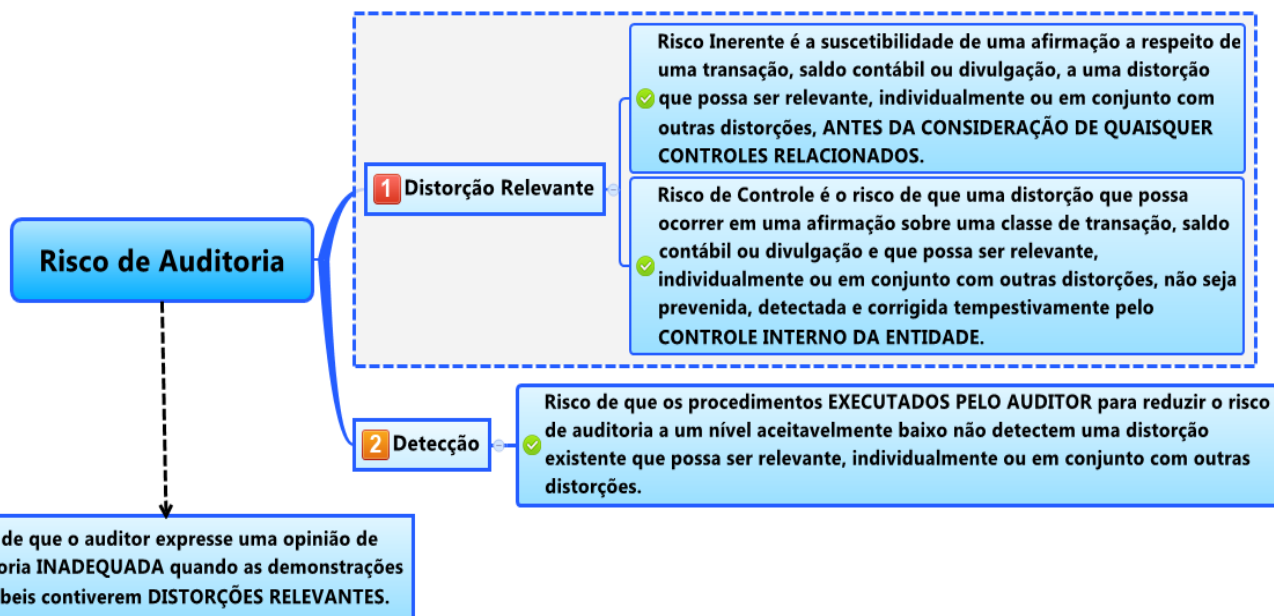 Risco de Auditoria
1 Distorção Relevante
Risco Inerente é a suscetibilidade de uma afirmação a respeito de
uma transação, saldo contábil ou divulgação, a uma distorção
que possa ser relevante, individualmente ou em conjunto com
outras distorções, ANTES DA CONSIDERAÇÃO DE QUAISQUER
CONTROLES RELACIONADOS.
Risco de Controle é o risco de que uma distorção que possa
ocorrer em uma afirmação sobre uma classe de transação, saldo
contábil ou divulgação e que possa ser relevante,
individualmente ou em conjunto com outras distorções, não seja
prevenida, detectada e corrigida tempestivamente pelo
CONTROLE INTERNO DA ENTIDADE.
2 Detecção
Risco de que os procedimentos EXECUTADOS PELO AUDITOR para reduzir o risco
de auditoria a um nível aceitavelmente baixo não detectem uma distorção
existente que possa ser relevante, individualmente ou em conjunto com outras
distorções.
de que o auditor expresse uma opinião de
oria INADEQUADA quando as demonstrações
beis contiverem DISTORÇÕES RELEVANTES.